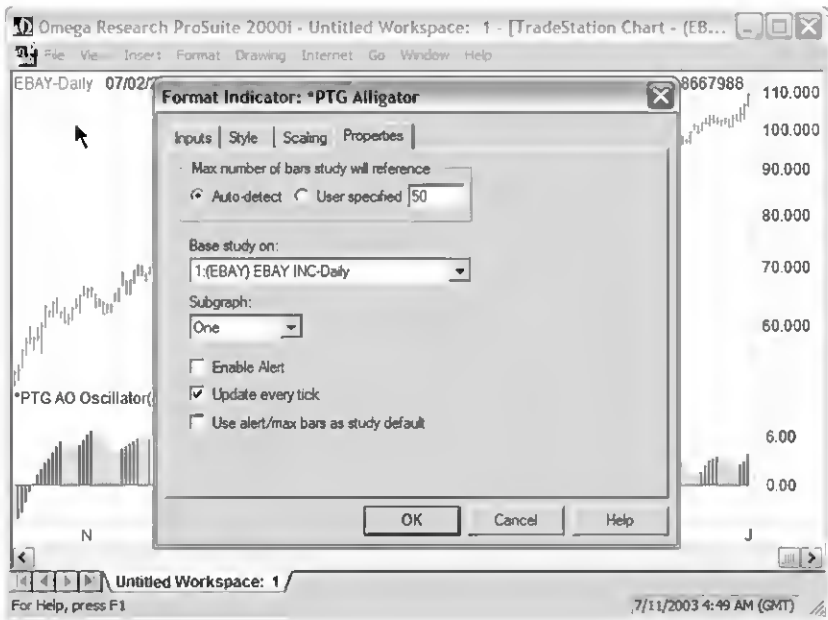 Omega Research ProSuite 2000i - Untitled Workspace: 1 - [TradeStation Chart - (EB...
File View Insert Format Drawing Internet Go Window Help
EBAY-Daily 07/02/
8667988
Format Indicator: *PTG Alligator
Inputs Style Scaling Properties
Max number of bars study will reference
Auto-detect User specified 50
Base study on:
1:(EBAY) EBAY INC-Daily
Subgraph:
One
Enable Alert
Update every tick
Use alert/max bars as study default
OK Cancel Help
110.000
100.000
90.000
80.000
70.000
60.000
*PTG AO Oscillator(
6.00
0.00
N J
Untitled Workspace: 1
For Help, press F1 7/11/2003 4:49 AM (GMT)